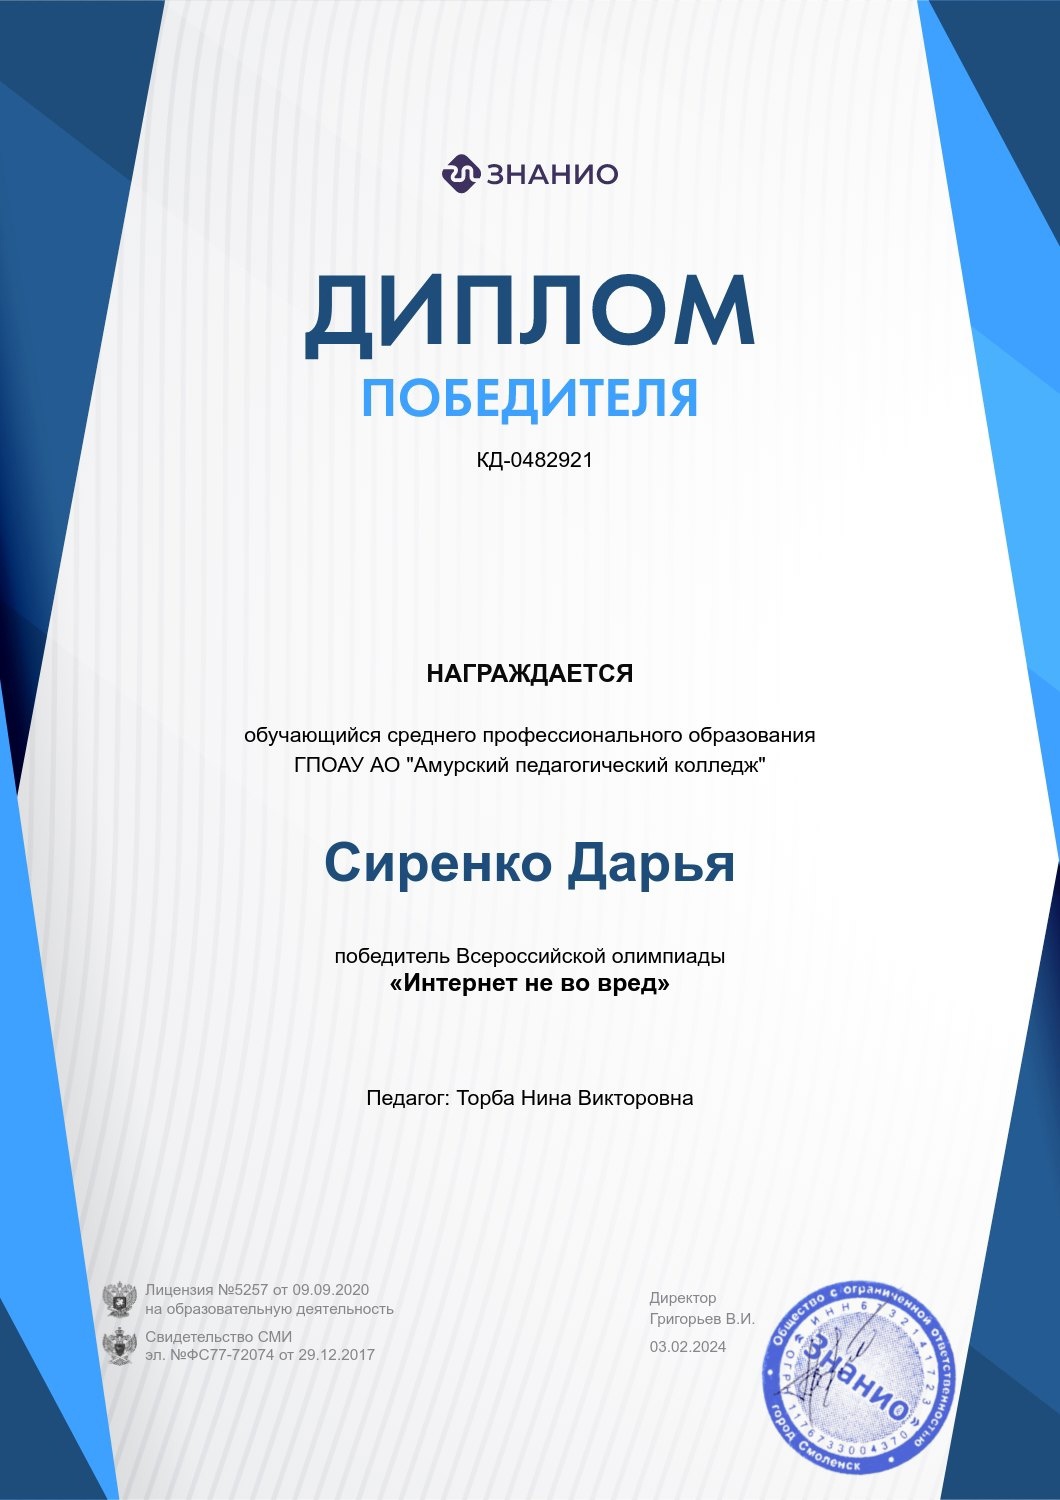 ЗНАНИО
ДИПЛОМ
ПОБЕДИТЕЛЯ
КД-0482921
НАГРАЖДАЕТСЯ
обучающийся среднего профессионального образования
ГПОАУ АО "Амурский педагогический колледж"
Сиренко Дарья
победитель Всероссийской олимпиады
«Интернет не во вред»
Педагог: Торба Нина Викторовна
Лицензия №5257 от 09.09.2020
на образовательную деятельность
Свидетельство СМИ
эл. №ФС77-72074 от 29.12.2017
Директор
Григорьев В.И.
03.02.2024
Общество с ограниченной ответственностью
город Смоленск
ИНН 6732141723
ОГРН 1176733004370
«Знанио»